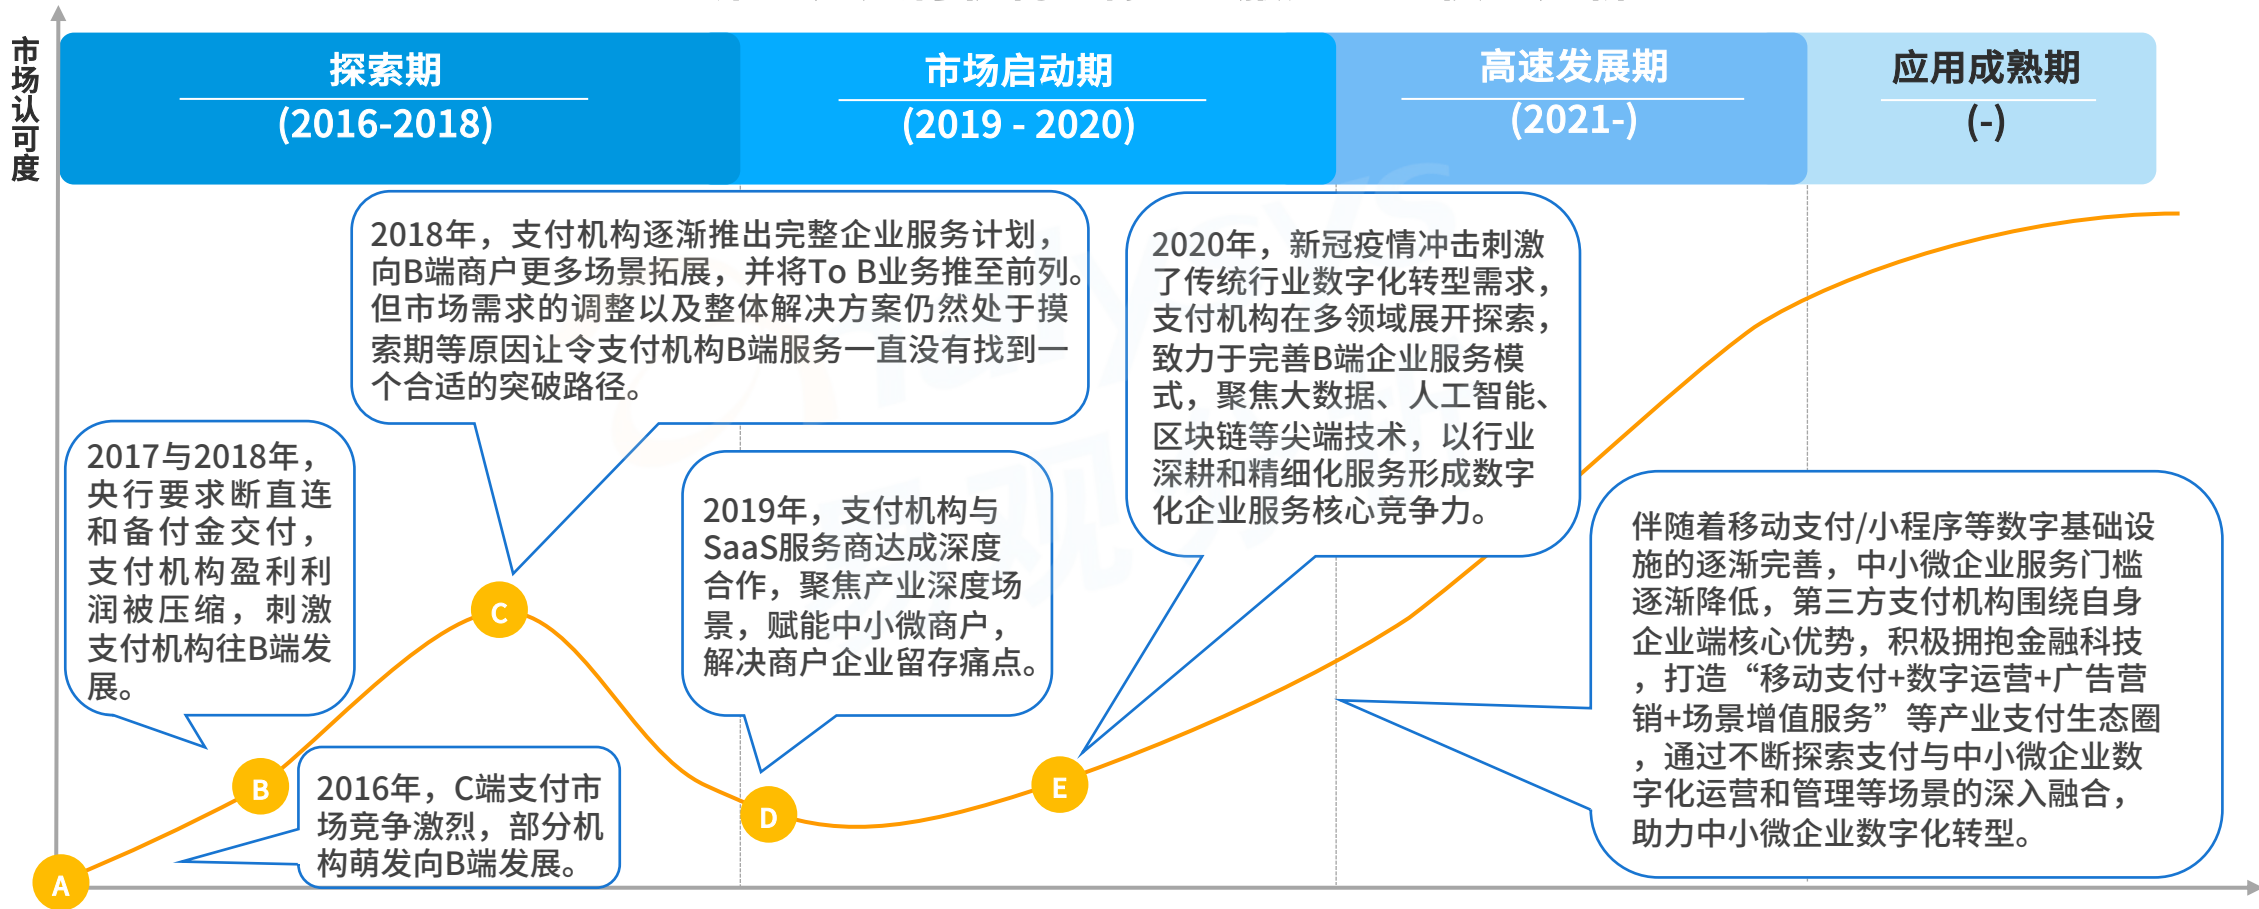 市场认可度
探索期
(2016-2018)
市场启动期
(2019 - 2020)
高速发展期
(2021-)
应用成熟期
(-)
2018年，支付机构逐渐推出完整企业服务计划，
向B端商户更多场景拓展，并将To B业务推至前列。
但市场需求的调整以及整体解决方案仍然处于摸
索期等原因让令支付机构B端服务一直没有找到一
个合适的突破路径。
2020年，新冠疫情冲击刺激
了传统行业数字化转型需求，
支付机构在多领域展开探索，
致力于完善B端企业服务模
式，聚焦大数据、人工智能、
区块链等尖端技术，以行业
深耕和精细化服务形成数字
化企业服务核心竞争力。
2017与2018年，
央行要求断直连
和备付金交付，
支付机构盈利利
润被压缩，刺激
支付机构往B端发
展。
2019年，支付机构与
SaaS服务商达成深度
合作，聚焦产业深度场
景，赋能中小微商户，
解决商户企业留存痛点。
伴随着移动支付/小程序等数字基础设
施的逐渐完善，中小微企业服务门槛
逐渐降低，第三方支付机构围绕自身
企业端核心优势，积极拥抱金融科技
，打造“移动支付+数字运营+广告营
销+场景增值服务”等产业支付生态圈
，通过不断探索支付与中小微企业数
字化运营和管理等场景的深入融合，
助力中小微企业数字化转型。
2016年，C端支付市
场竞争激烈，部分机
构萌发向B端发展。
A
B
C
D
E